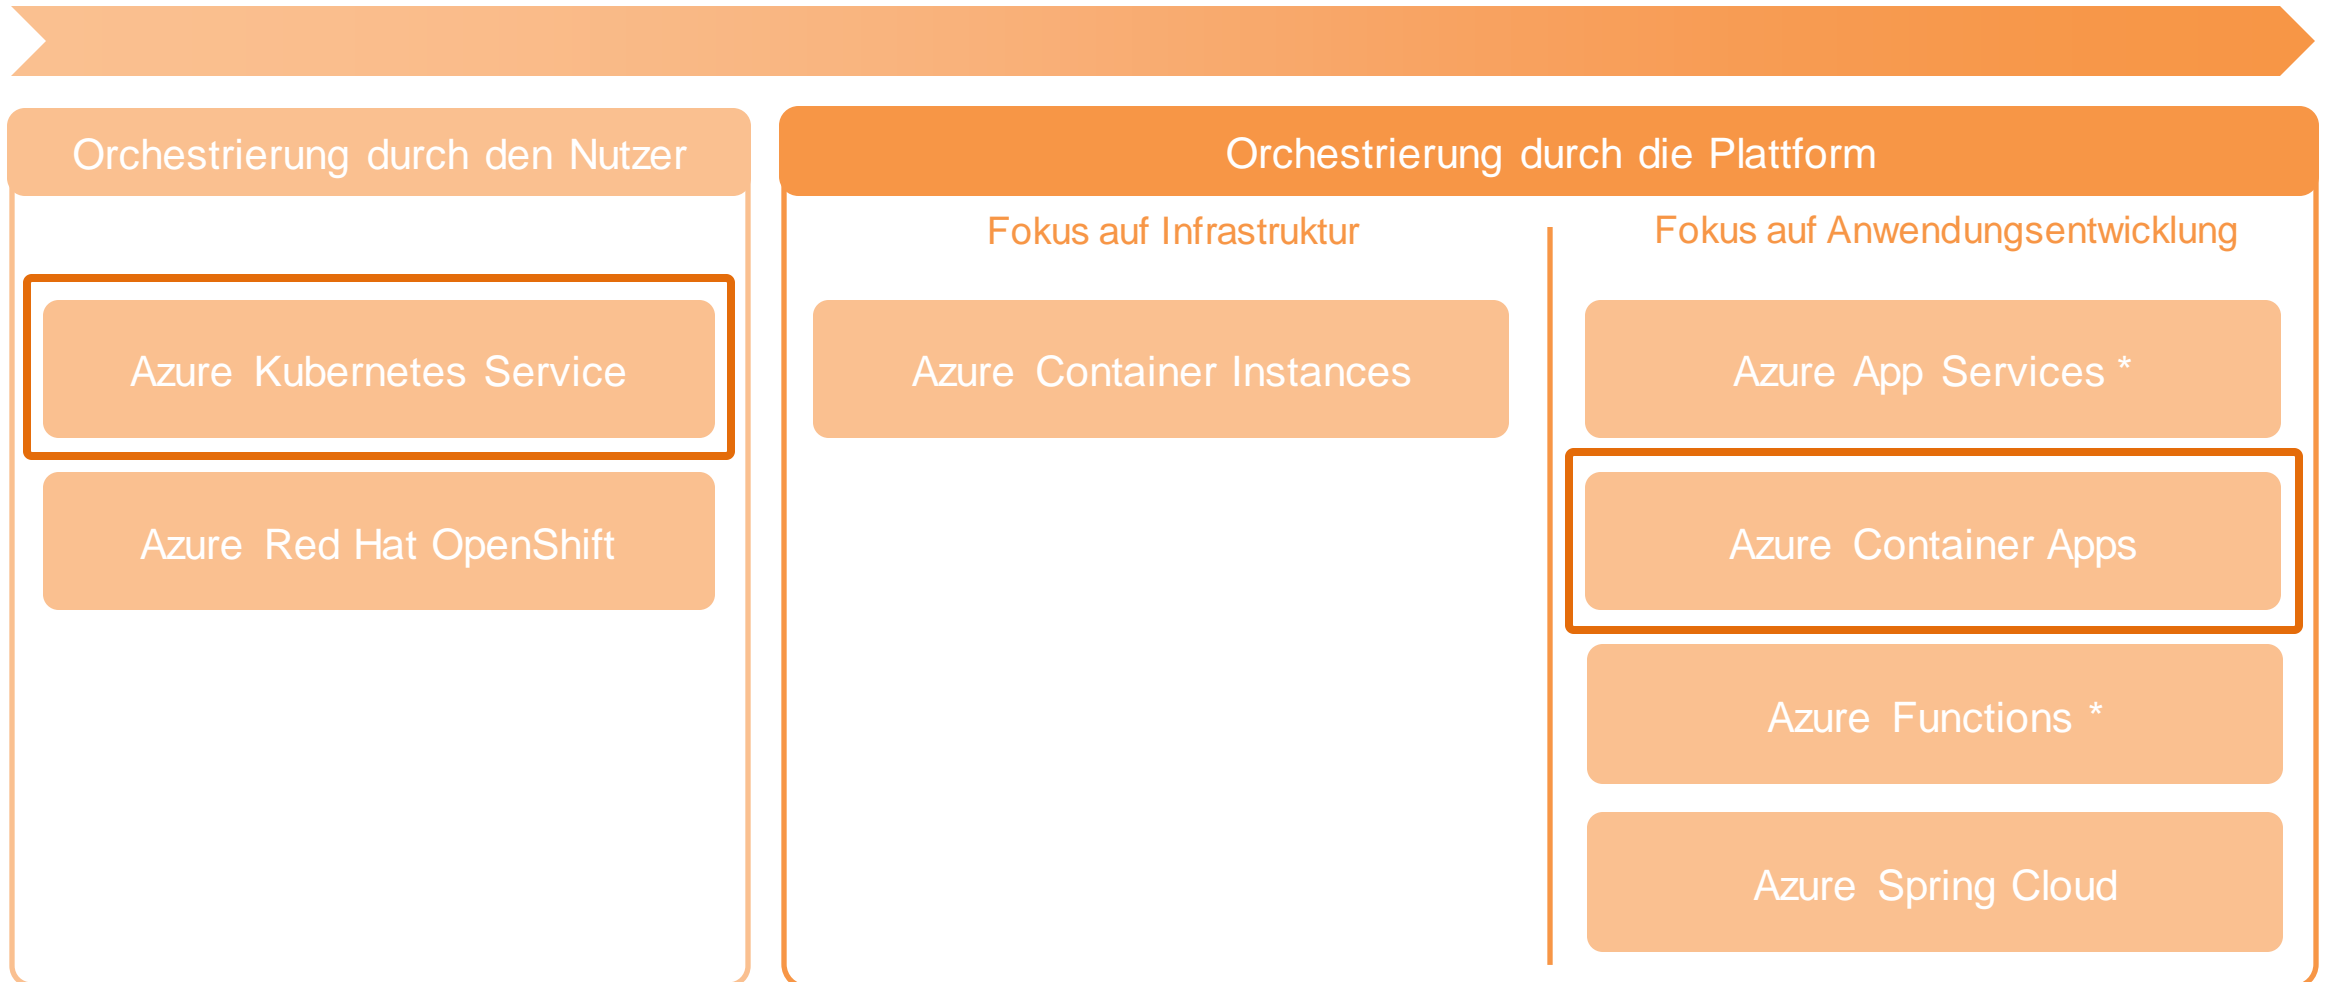 Orchestrierung durch den Nutzer
Azure Kubernetes Service
Azure Red Hat OpenShift
Orchestrierung durch die Plattform
Fokus auf Infrastruktur
Azure Container Instances
Fokus auf Anwendungsentwicklung
Azure App Services *
Azure Container Apps
Azure Functions *
Azure Spring Cloud